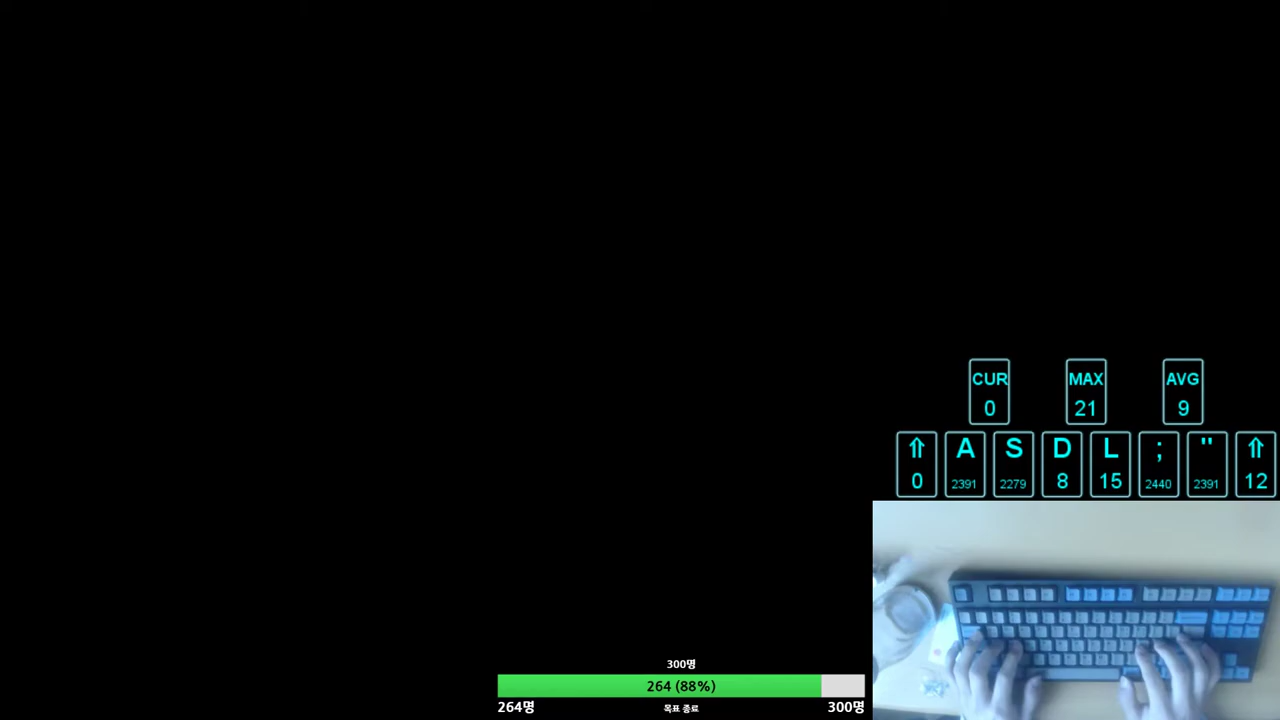 CUR MAX AVG
0 21 9
⇑ A S D L ; " ⇑
0 2391 2279 8 15 2440 2391 12
300명
264 (88%)
264명 목표 종료 300명